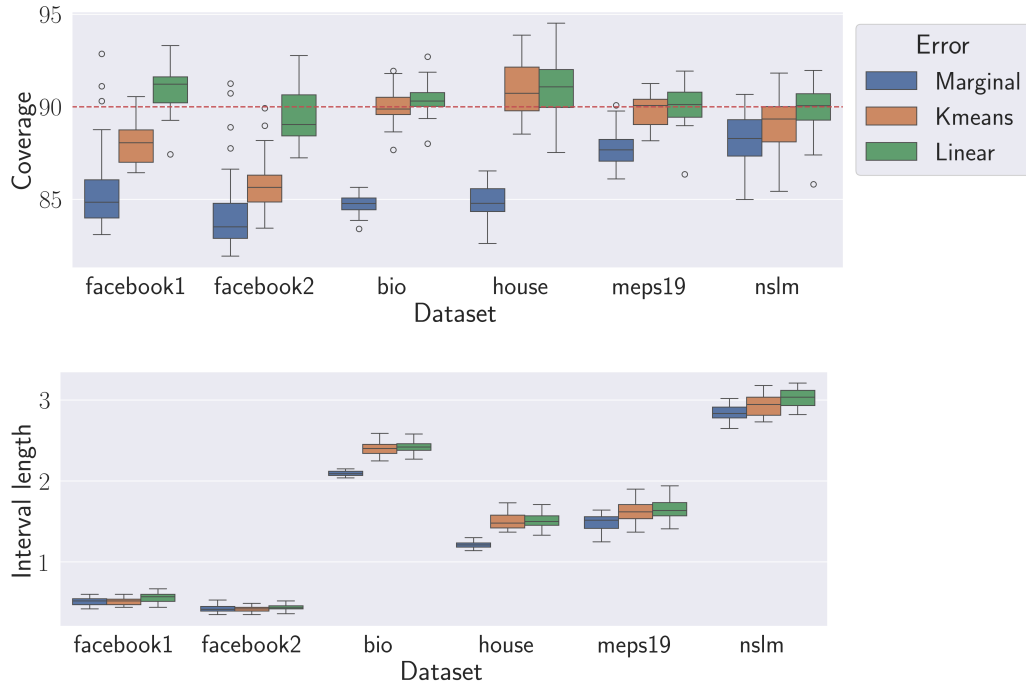 95
90
85
Coverage
facebook1 facebook2 bio house meps19 nslm
Dataset
Error
Marginal
Kmeans
Linear
3
2
1
Interval length
facebook1 facebook2 bio house meps19 nslm
Dataset